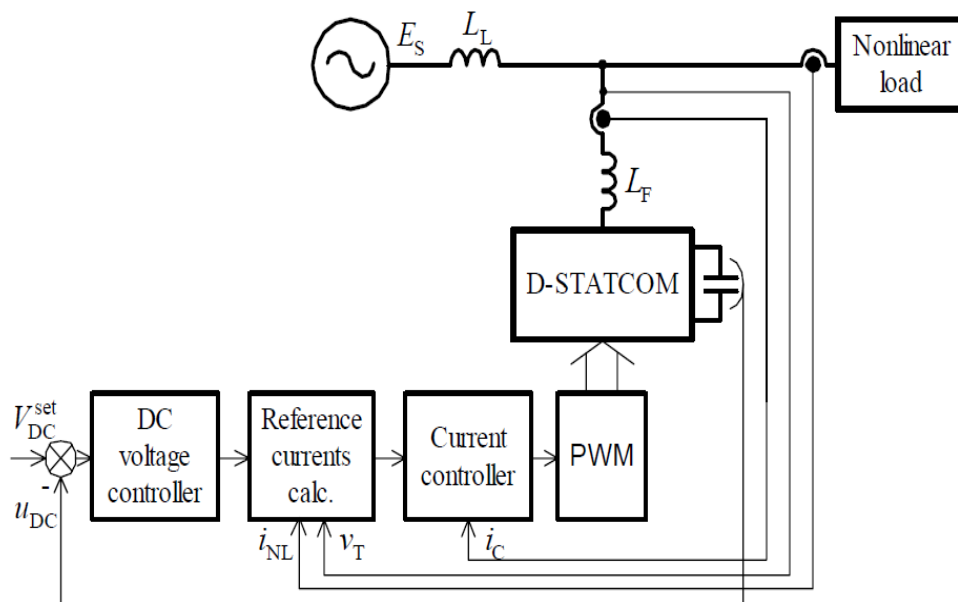 E_S
L_L
Nonlinear
load
L_F
D-STATCOM
V_DC^set
-
u_DC
DC
voltage
controller
Reference
currents
calc.
Current
controller
PWM
i_NL
v_T
i_C